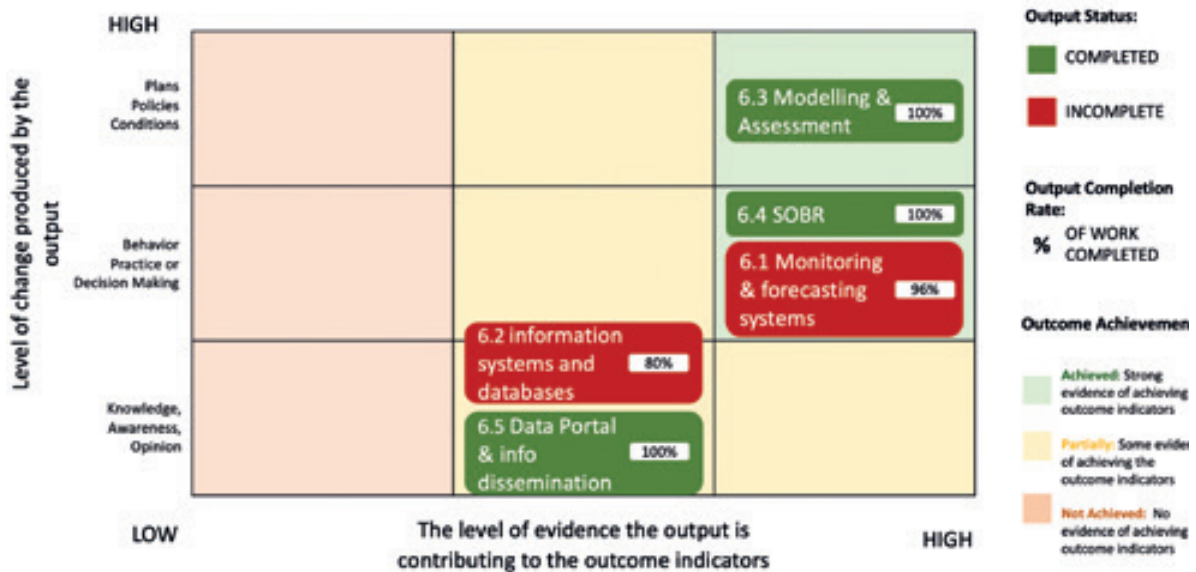 HIGH
Level of change produced by the
output
Plans
Policies
Conditions
Behavior
Practice or
Decision Making
Knowledge,
Awareness,
Opinion
6.3 Modelling &
Assessment
100%
6.4 SOBR
100%
6.1 Monitoring
& forecasting
systems
96%
6.2 information
systems and
databases
80%
6.5 Data Portal
& info
dissemination
100%
LOW
The level of evidence the output is
contributing to the outcome indicators
HIGH
Output Status:
COMPLETED
INCOMPLETE
Output Completion
Rate:
% OF WORK
COMPLETED
Outcome Achievemen
Achieved: Strong
evidence of achieving
outcome indicators
Partially: Some eviden
of achieving the
outcome indicators
Not Achieved: No
evidence of achieving
outcome indicators